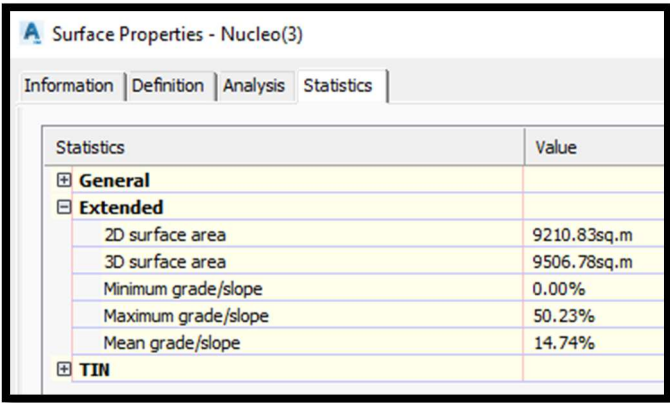 Surface Properties - Nucleo(3)
Information Definition Analysis Statistics
Statistics Value
General
Extended
2D surface area 9210.83sq.m
3D surface area 9506.78sq.m
Minimum grade/slope 0.00%
Maximum grade/slope 50.23%
Mean grade/slope 14.74%
TIN